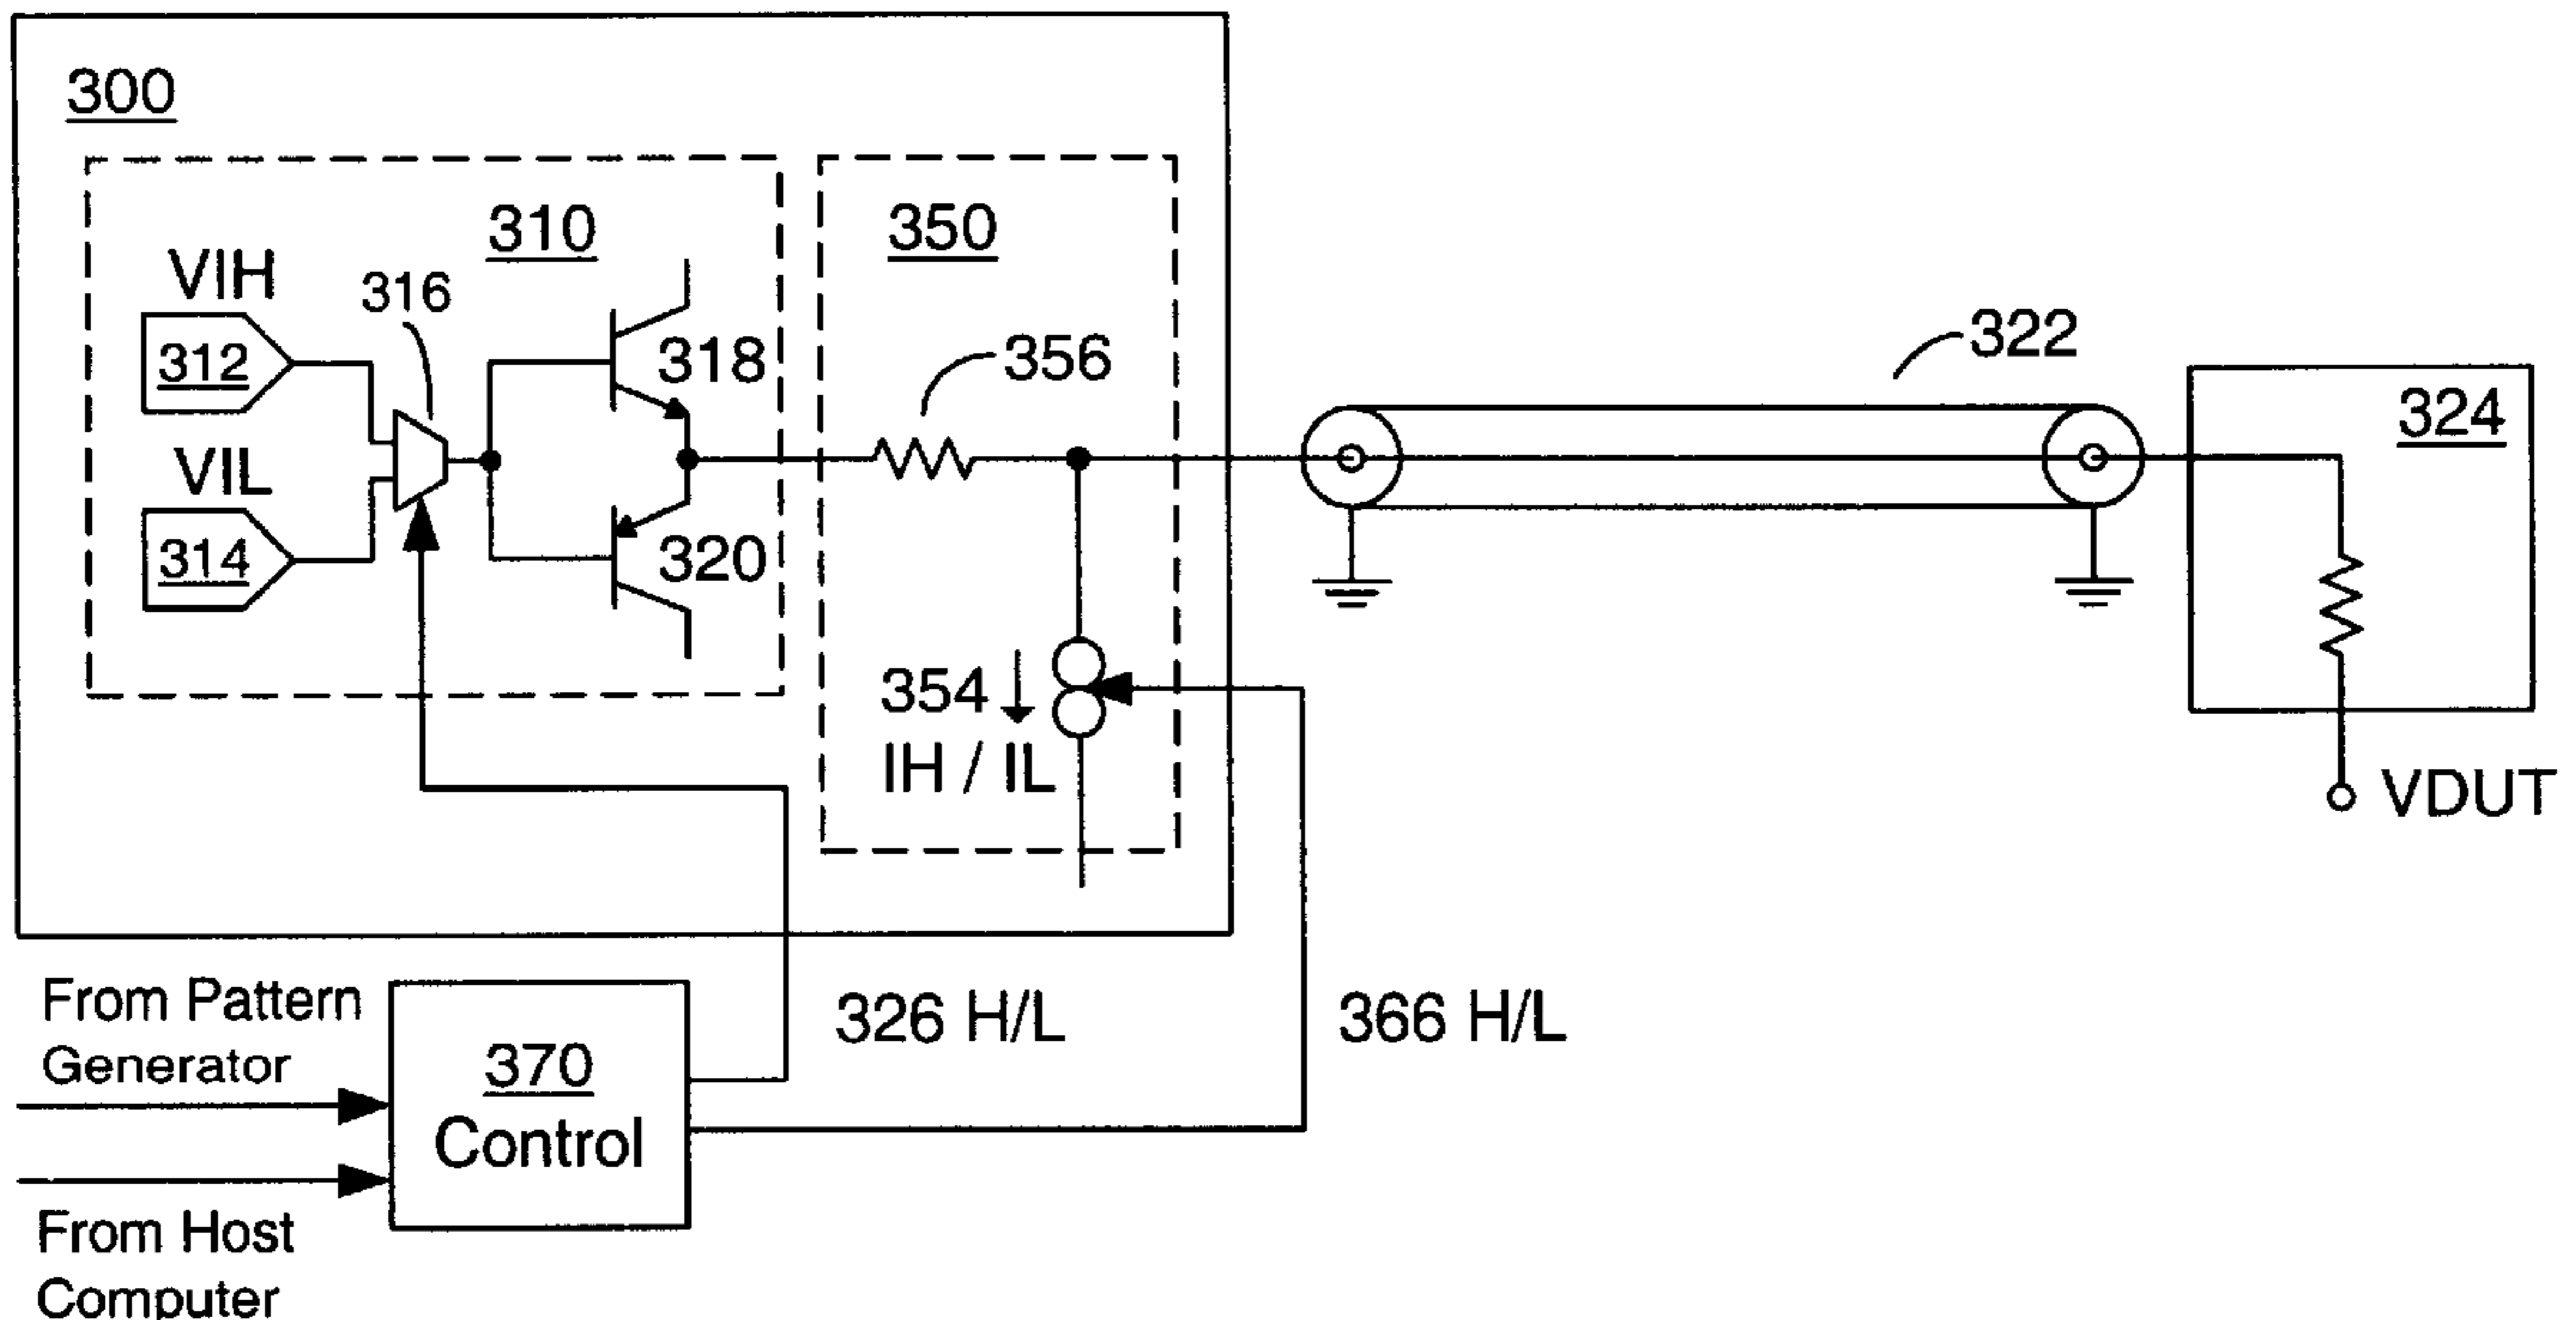 300
310
350
VIH
316
312
318
356
322
324
VIL
314
320
354
IH / IL
VDUT
From Pattern
Generator
326 H/L
366 H/L
370
Control
From Host
Computer